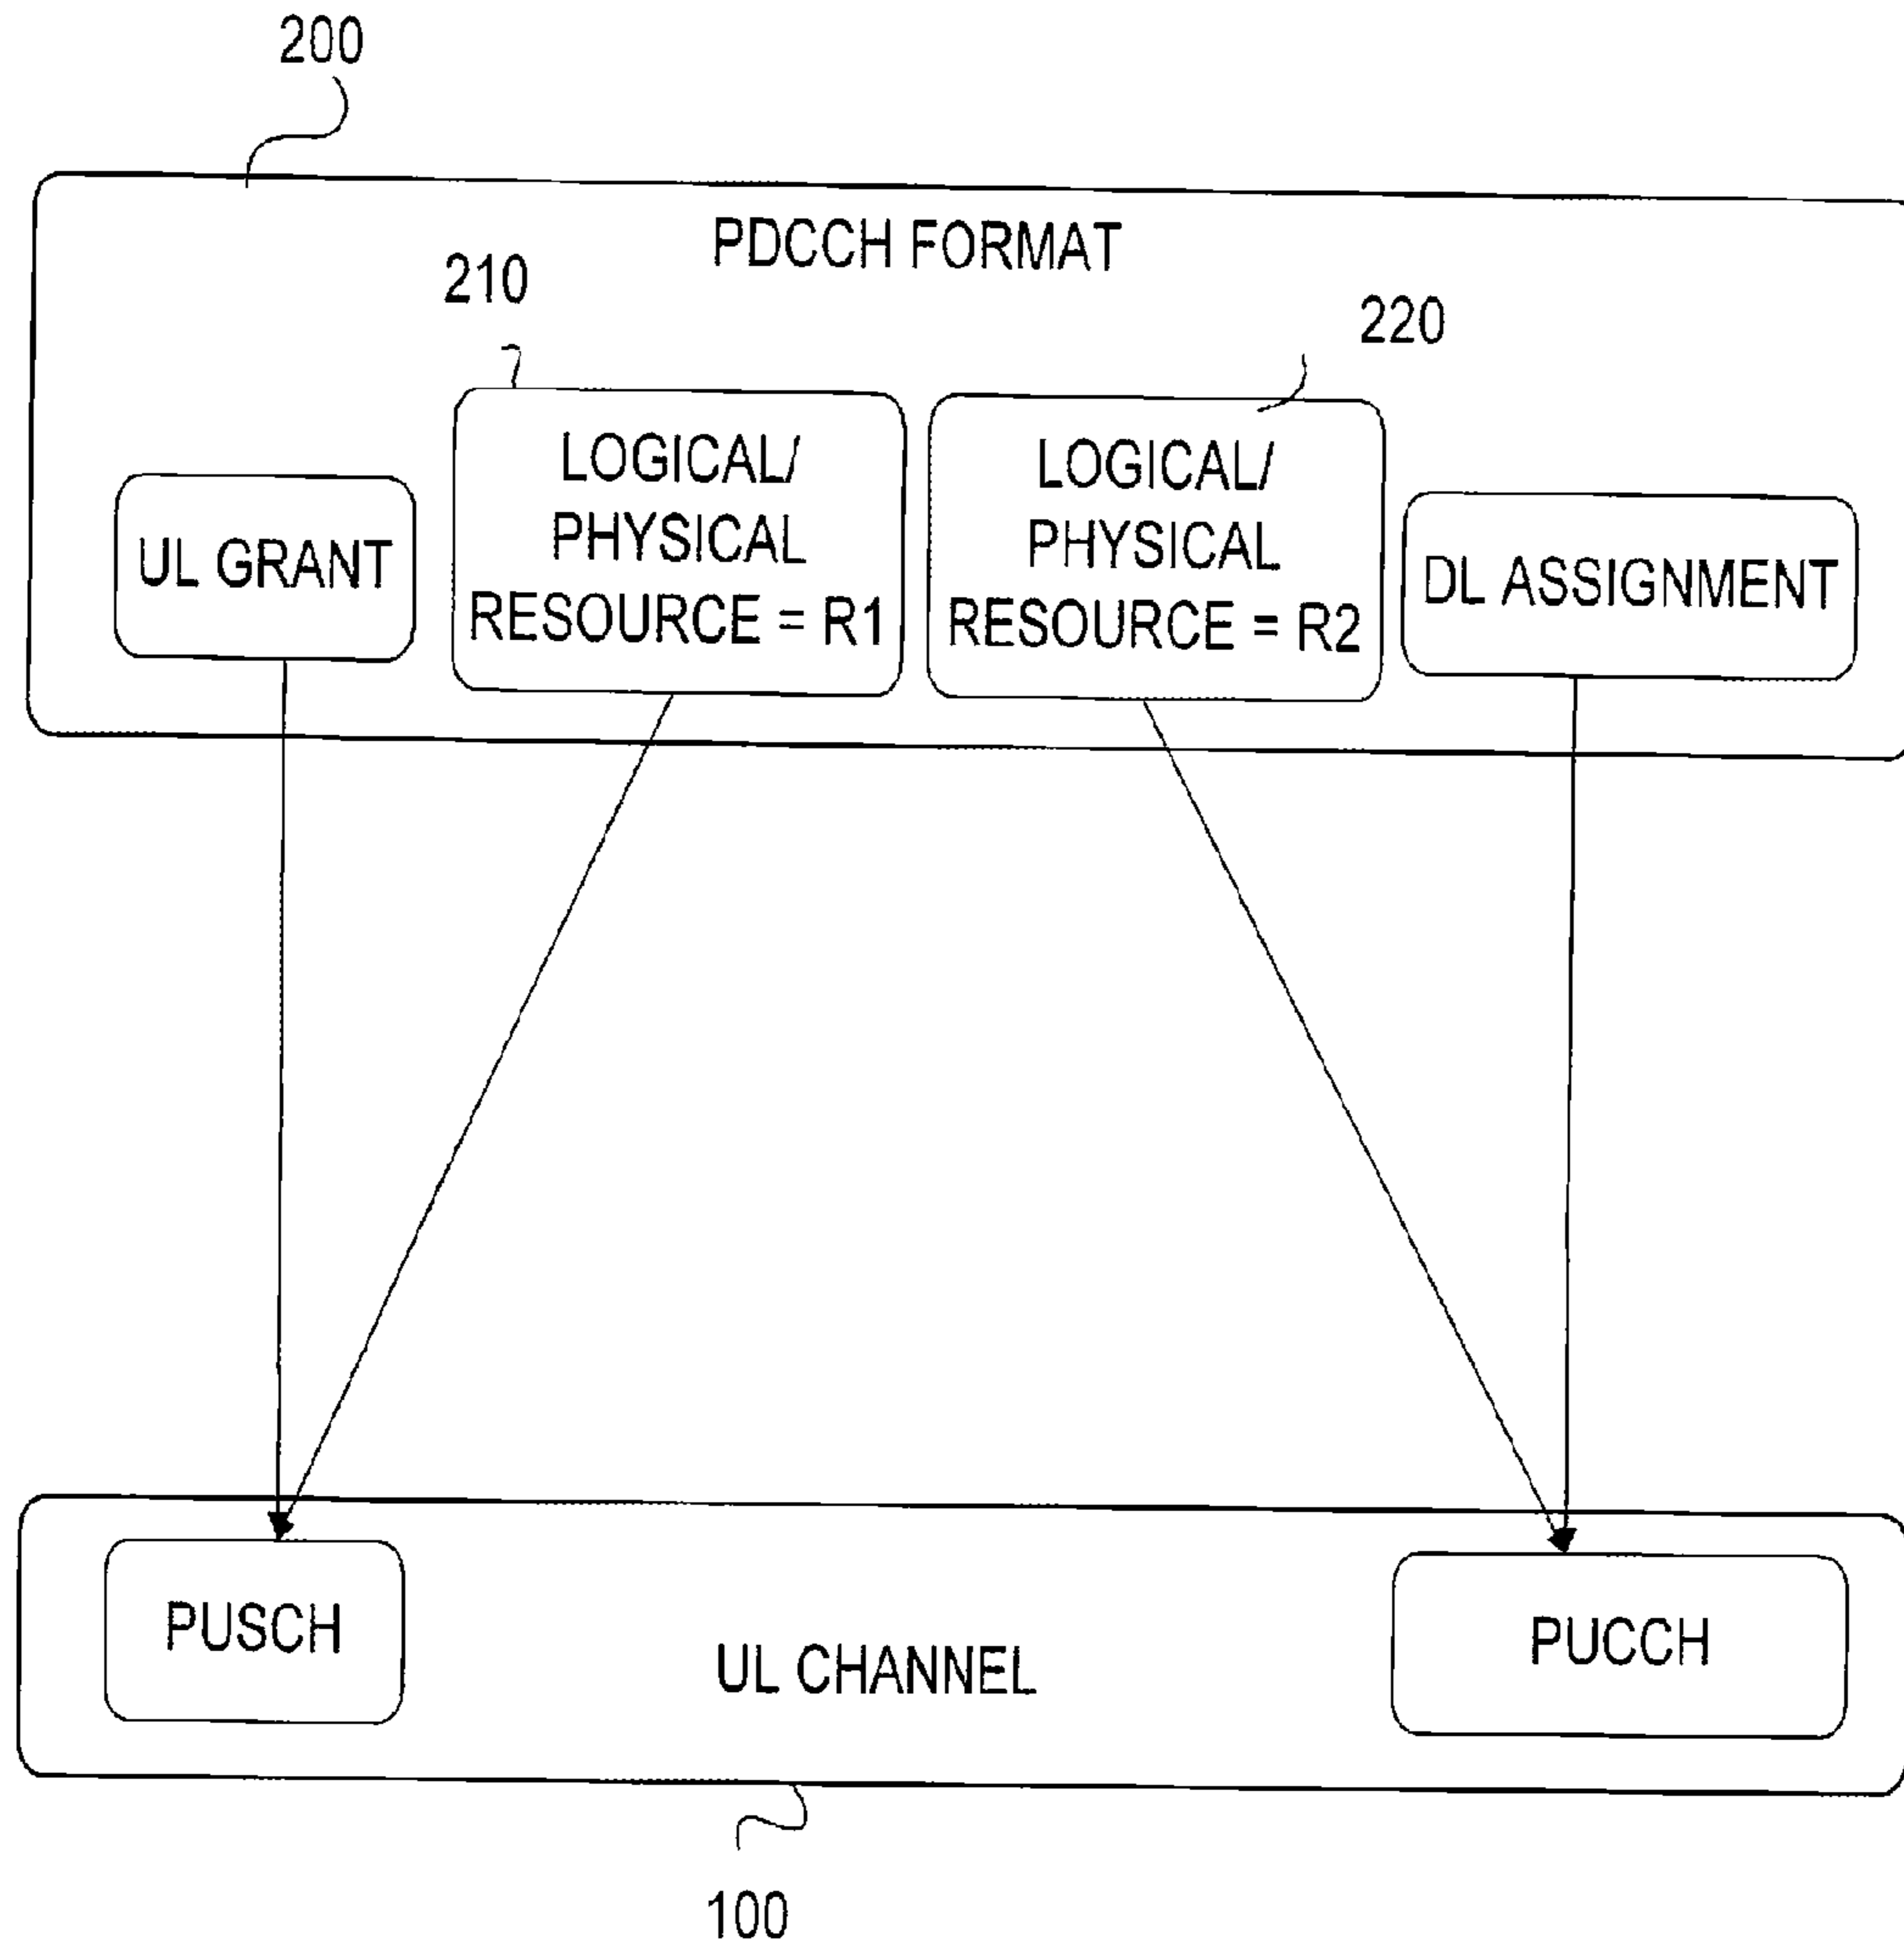 200
PDCCH FORMAT
210
220
UL GRANT
LOGICAL/
PHYSICAL
RESOURCE = R1
LOGICAL/
PHYSICAL
RESOURCE = R2
DL ASSIGNMENT
PUSCH
UL CHANNEL
PUCCH
100